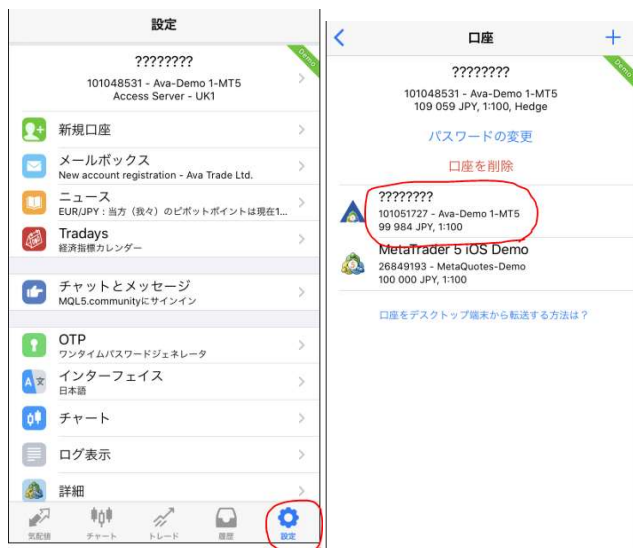 設定
????????
101048531 - Ava-Demo 1-MT5
Access Server - UK1
Demo
新規口座
メールボックス
New account registration - Ava Trade Ltd.
ニュース
EUR/JPY：当方（我々）のピボットポイントは現在1...
Tradays
経済指標カレンダー
チャットとメッセージ
MQL5.communityにサインイン
OTP
ワンタイムパスワードジェネレータ
インターフェイス
日本語
チャート
ログ表示
詳細
気配値
チャート
トレード
履歴
設定
口座
Demo
????????
101048531 - Ava-Demo 1-MT5
109 059 JPY, 1:100, Hedge
パスワードの変更
口座を削除
????????
101051727 - Ava-Demo 1-MT5
99 984 JPY, 1:100
MetaTrader 5 iOS Demo
26849193 - MetaQuotes-Demo
100 000 JPY, 1:100
口座をデスクトップ端末から転送する方法は？